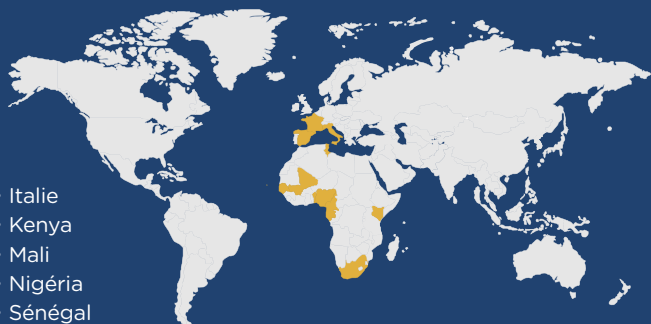 • Italie
• Kenya
• Mali
• Nigéria
• Sénégal